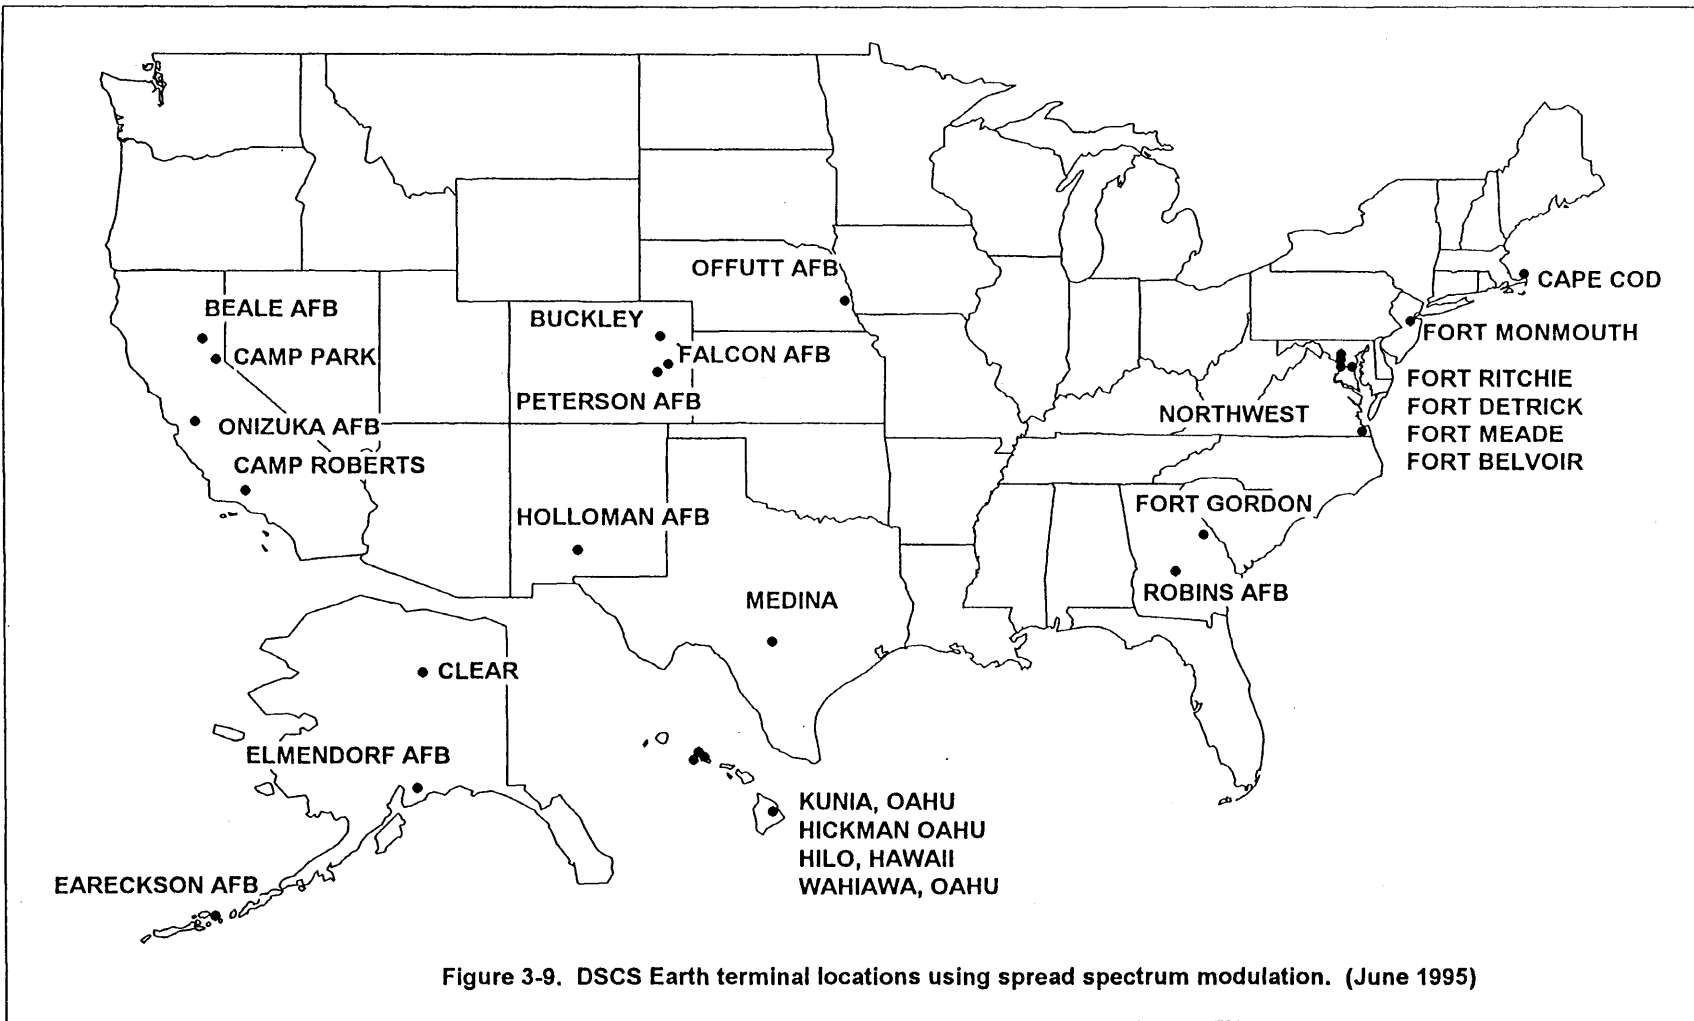 OFFUTT AFB
CAPE COD
BEALE AFB
BUCKLEY
FORT MONMOUTH
CAMP PARK
FALCON AFB
FORT RITCHIE
PETERSON AFB
FORT DETRICK
NORTHWEST
ONIZUKA AFB
FORT MEADE
CAMP ROBERTS
FORT BELVOIR
FORT GORDON
HOLLOMAN AFB
ROBINS AFB
MEDINA
CLEAR
ELMENDORF AFB
KUNIA, OAHU
HICKMAN OAHU
HILO, HAWAII
WAHIAWA, OAHU
EARECKSON AFB
Figure 3-9. DSCS Earth terminal locations using spread spectrum modulation. (June 1995)